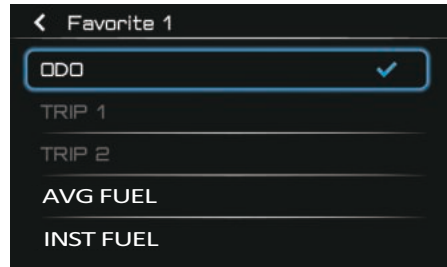 Favorite 1
ODO
TRIP 1
TRIP 2
AVG FUEL
INST FUEL